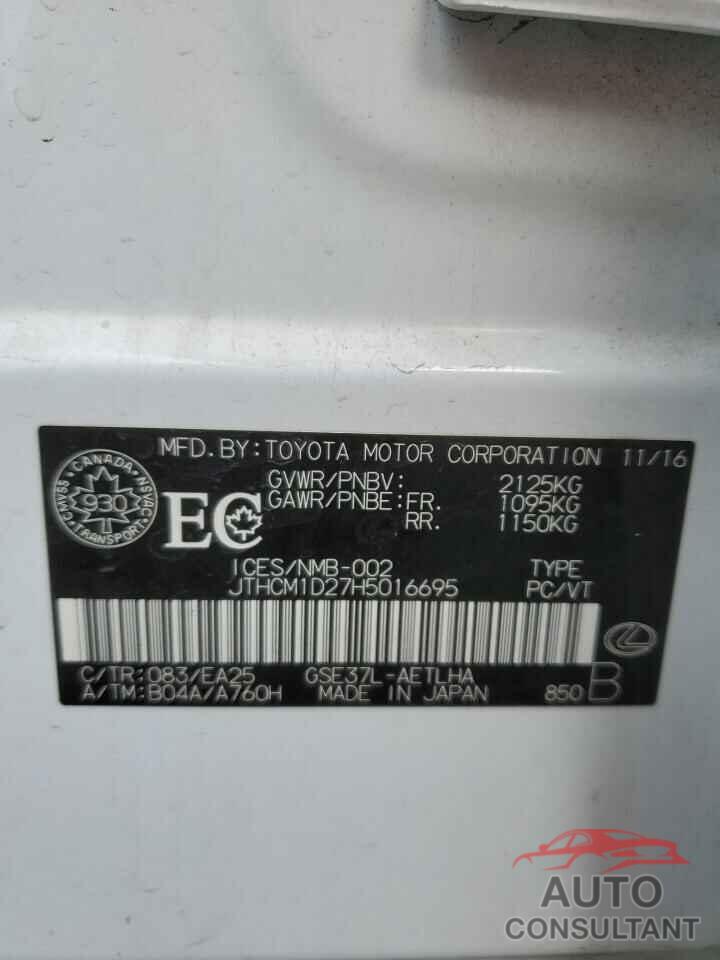 MFD.BY:TOYOTA MOTOR CORPORATION 11/16
GVWR/PNBV: 2125KG
GAWR/PNBE:FR. 1095KG
RR. 1150KG
CANADA
CMVSS 930 NSVAC
TRANSPORT
EC
ICES/NMB-002 TYPE
JTHCM1D27H5016695 PC/VT
C/TR:083/EA25 GSE37L-AETLHA
A/TM:B04A/A760H MADE IN JAPAN 850 B
AUTO
CONSULTANT